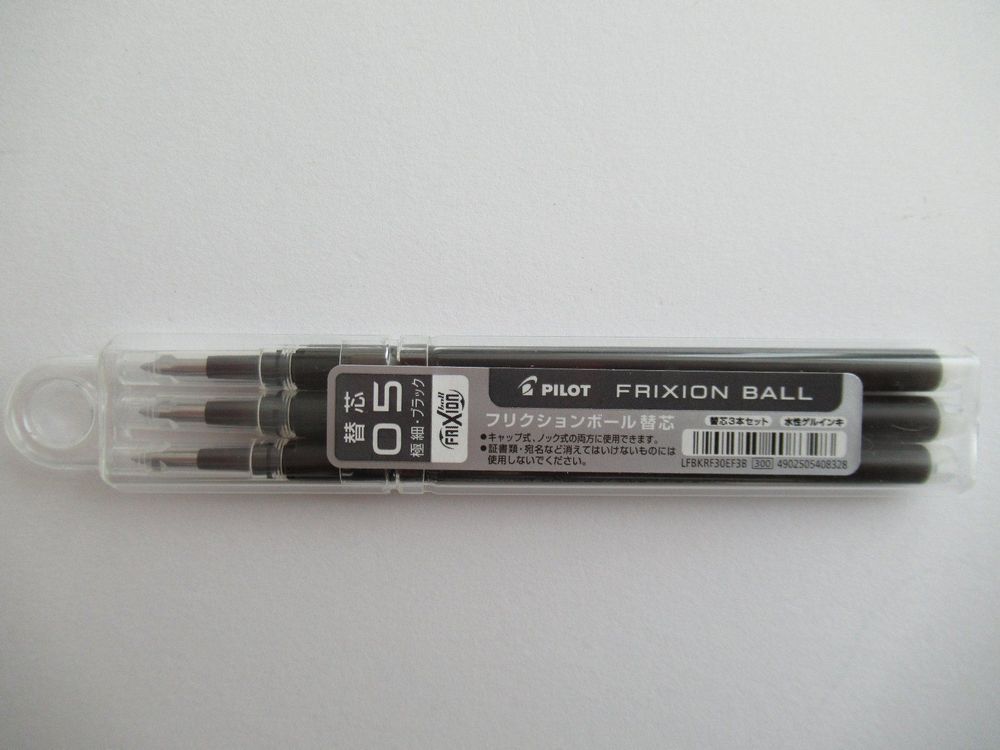 替芯
05
極細・ブラック
FRIXION ball
PILOT FRIXION BALL
フリクションボール替芯
替芯3本セット 水性ゲルインキ
●キャップ式、ノック式の両方に使用できます。
●証書類・宛名など消えてはいけないものには
使用しないでください。
LFBKRF30EF3B 300 4902505408328